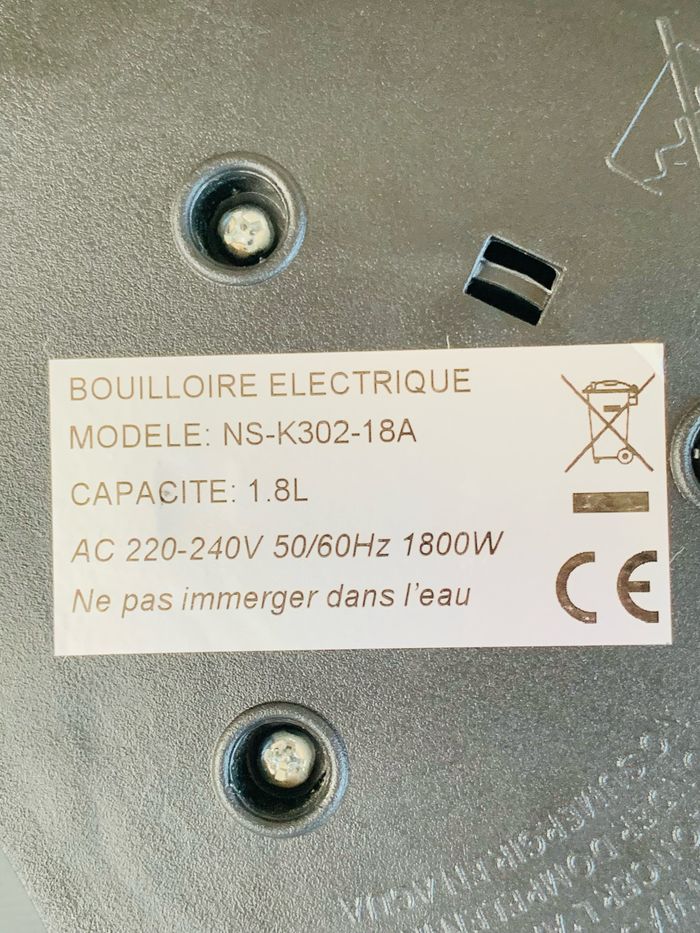 BOUILLOIRE ELECTRIQUE
MODELE: NS-K302-18A
CAPACITE: 1.8L
AC 220-240V 50/60Hz 1800W
Ne pas immerger dans l'eau
CE